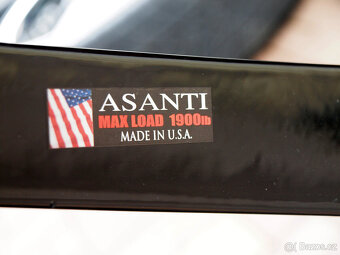 ASANTI
MAX LOAD 1900lb
MADE IN U.S.A.
Bazos.cz